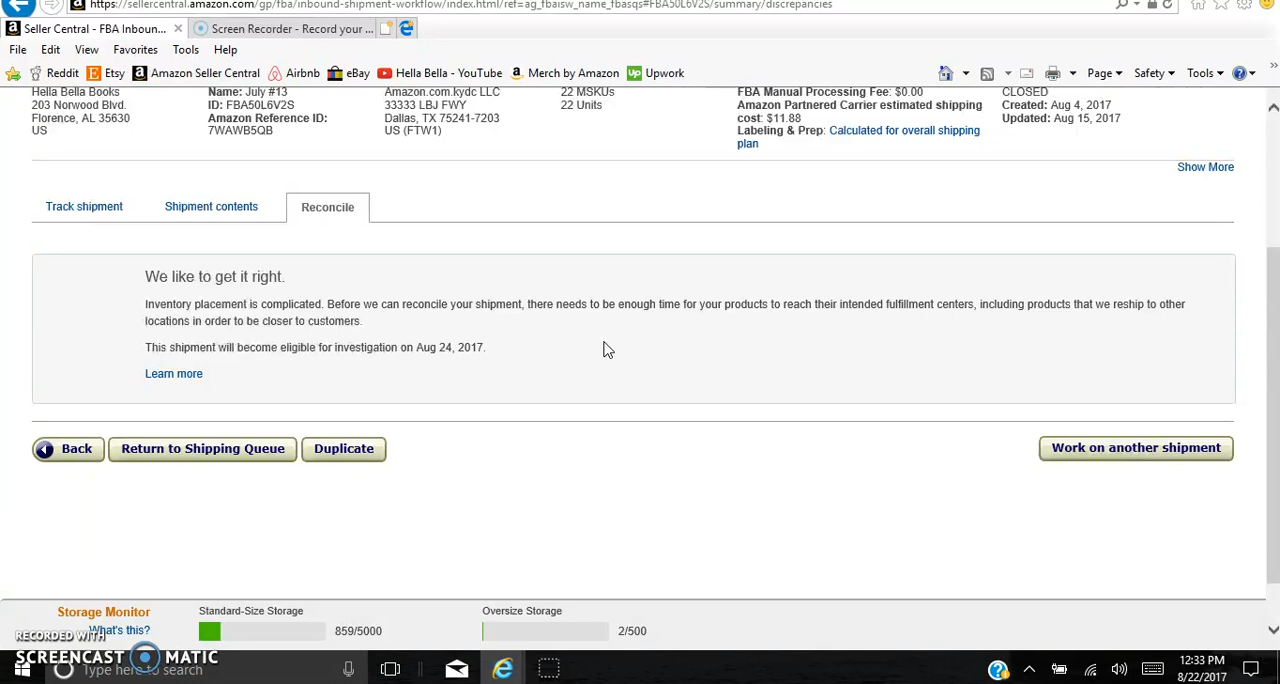 https://sellercentral.amazon.com/gp/fba/inbound-shipment-workflow/index.html/ref=ag_fbaisw_name_fbasqs#FBA50L6V2S/summary/discrepancies
Seller Central - FBA Inboun... Screen Recorder - Record your ...
File Edit View Favorites Tools Help
Reddit Etsy Amazon Seller Central Airbnb eBay Hella Bella - YouTube Merch by Amazon Up Upwork Page Safety Tools
Hella Bella Books Name: July #13 Amazon.com.kydc LLC 22 MSKUs FBA Manual Processing Fee: $0.00 CLOSED
203 Norwood Blvd. ID: FBA50L6V2S 33333 LBJ FWY 22 Units Amazon Partnered Carrier estimated shipping Created: Aug 4, 2017
Florence, AL 35630 Amazon Reference ID: Dallas, TX 75241-7203 cost: $11.88 Updated: Aug 15, 2017
US 7WAWB5QB US (FTW1) Labeling & Prep: Calculated for overall shipping
plan
Show More
Track shipment Shipment contents Reconcile
We like to get it right.
Inventory placement is complicated. Before we can reconcile your shipment, there needs to be enough time for your products to reach their intended fulfillment centers, including products that we reship to other
locations in order to be closer to customers.
This shipment will become eligible for investigation on Aug 24, 2017.
Learn more
Back Return to Shipping Queue Duplicate Work on another shipment
Storage Monitor Standard-Size Storage Oversize Storage
What's this? 859/5000 2/500
RECORDED WITH
SCREENCAST MATIC
Type here to search
12:33 PM
8/22/2017